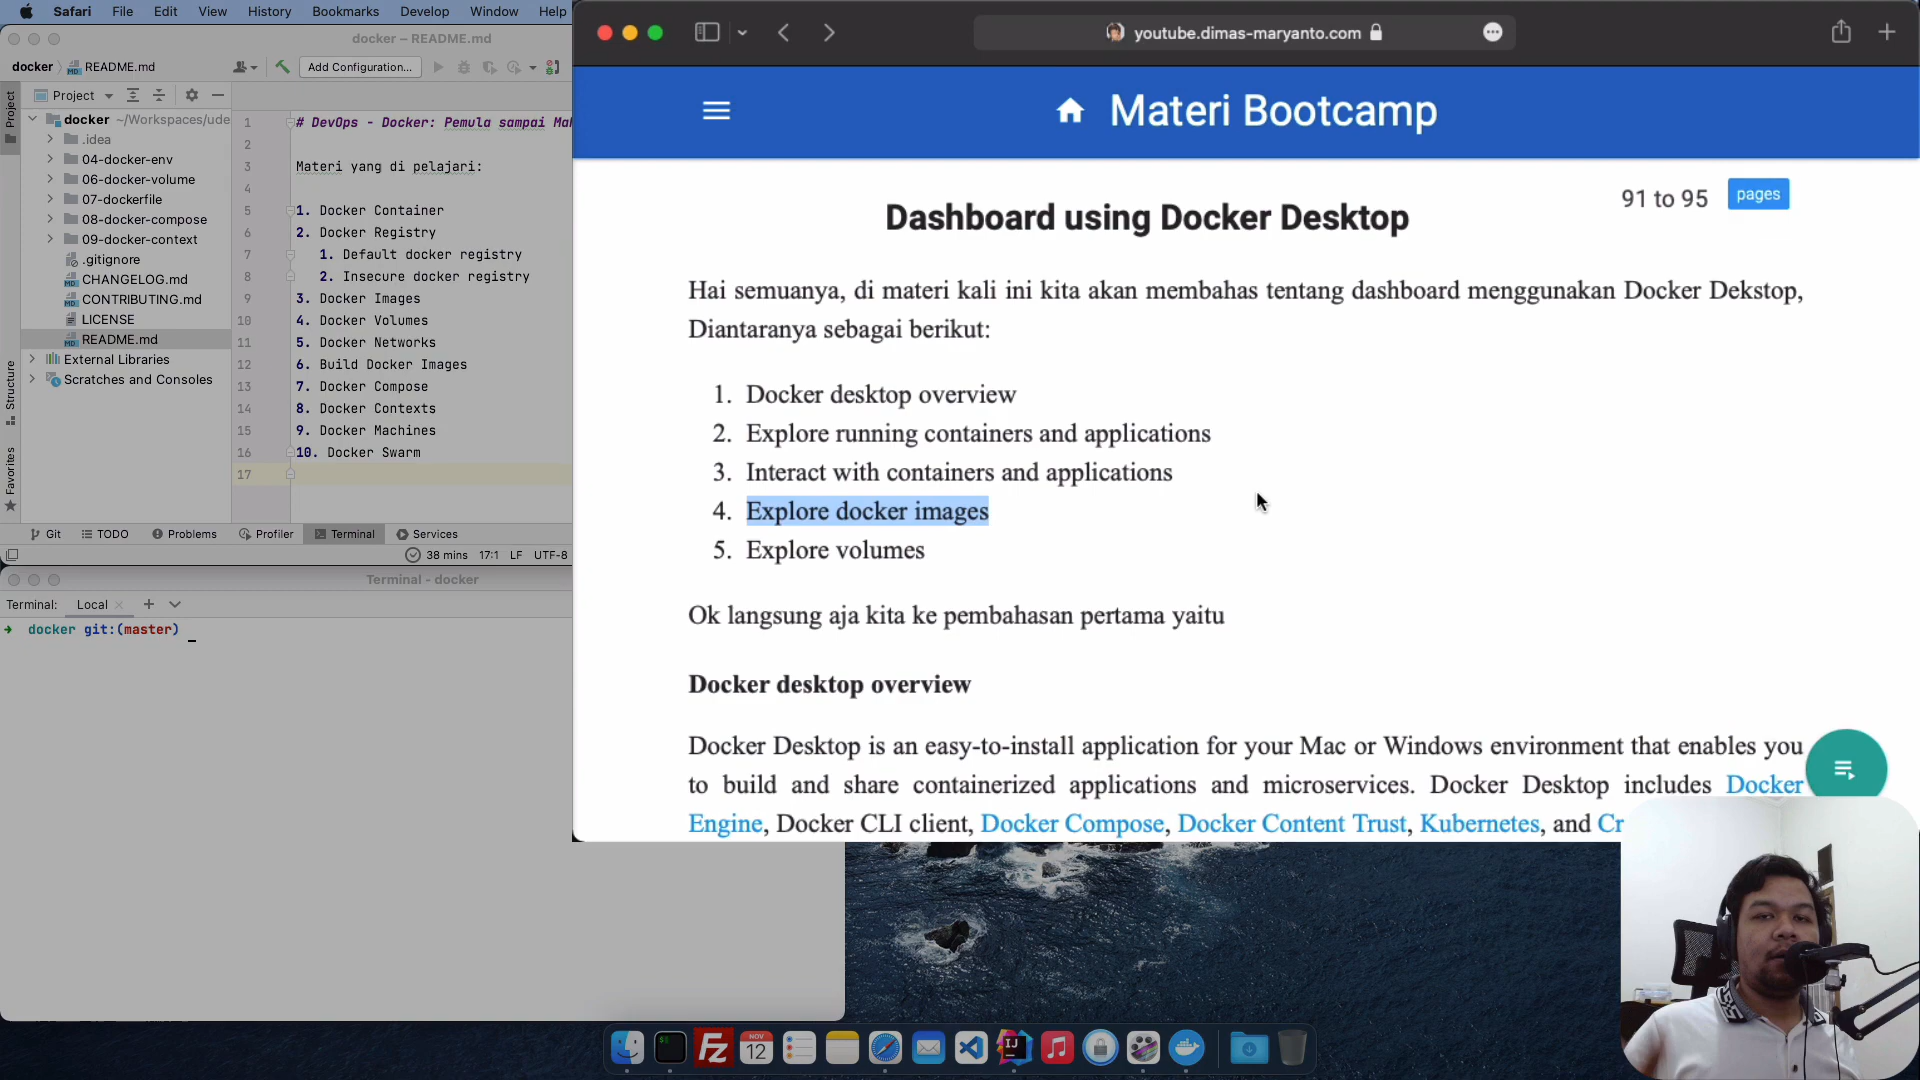 Safari File Edit View History Bookmarks Develop Window Help
docker – README.md
docker README.md
Add Configuration...
Project
Project
docker ~/Workspaces/ude
.idea
04-docker-env
06-docker-volume
07-dockerfile
08-docker-compose
09-docker-context
.gitignore
CHANGELOG.md
CONTRIBUTING.md
LICENSE
README.md
External Libraries
Scratches and Consoles
Structure
Favorites
1 # DevOps - Docker: Pemula sampai Mah
2
3 Materi yang di pelajari:
4
5 1. Docker Container
6 2. Docker Registry
7 1. Default docker registry
8 2. Insecure docker registry
9 3. Docker Images
10 4. Docker Volumes
11 5. Docker Networks
12 6. Build Docker Images
13 7. Docker Compose
14 8. Docker Contexts
15 9. Docker Machines
16 10. Docker Swarm
17
Git TODO Problems Profiler Terminal Services
38 mins 17:1 LF UTF-8
Terminal - docker
Terminal: Local
docker git:(master)
youtube.dimas-maryanto.com
Materi Bootcamp
91 to 95 pages
Dashboard using Docker Desktop
Hai semuanya, di materi kali ini kita akan membahas tentang dashboard menggunakan Docker Dekstop,
Diantaranya sebagai berikut:
1. Docker desktop overview
2. Explore running containers and applications
3. Interact with containers and applications
4. Explore docker images
5. Explore volumes
Ok langsung aja kita ke pembahasan pertama yaitu
Docker desktop overview
Docker Desktop is an easy-to-install application for your Mac or Windows environment that enables you
to build and share containerized applications and microservices. Docker Desktop includes Docker
Engine, Docker CLI client, Docker Compose, Docker Content Trust, Kubernetes, and Cr
Fz
NOV
12
IJ